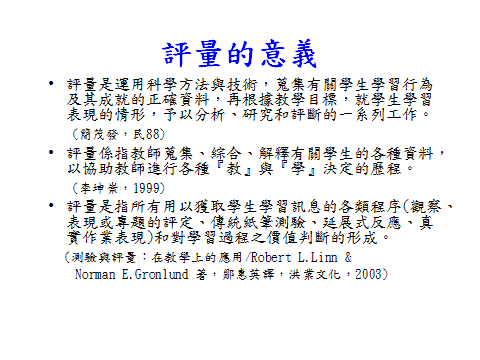 評量的意義
• 評量是運用科學方法與技術，蒐集有關學生學習行為
及其成就的正確資料，再根據教學目標，就學生學習
表現的情形，予以分析、研究和評斷的一系列工作。
(簡茂發，民88)
• 評量係指教師蒐集、綜合、解釋有關學生的各種資料，
以協助教師進行各種『教』與『學』決定的歷程。
(李坤崇，1999)
• 評量是指所有用以獲取學生學習訊息的各類程序(觀察、
表現或專題的評定、傳統紙筆測驗、延展式反應、真
實作業表現)和對學習過程之價值判斷的形成。
(測驗與評量：在教學上的應用/Robert L.Linn &
Norman E.Gronlund 著，鄒惠英譯，洪業文化，2003)